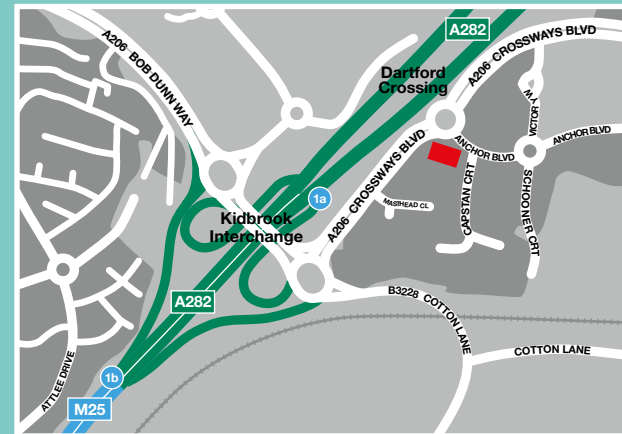 A282
A206 CROSSWAYS BLVD
A206 BOB DUNN WAY
Dartford
Crossing
VICTORY WY
ANCHOR BLVD
ANCHOR BLVD
A206 CROSSWAYS BLVD
CAPSTAN CRT
SCHOONER CRT
MASTHEAD CL
1a
Kidbrook
Interchange
A282
B3228 COTTON LANE
COTTON LANE
ATTLEE DRIVE
1b
M25